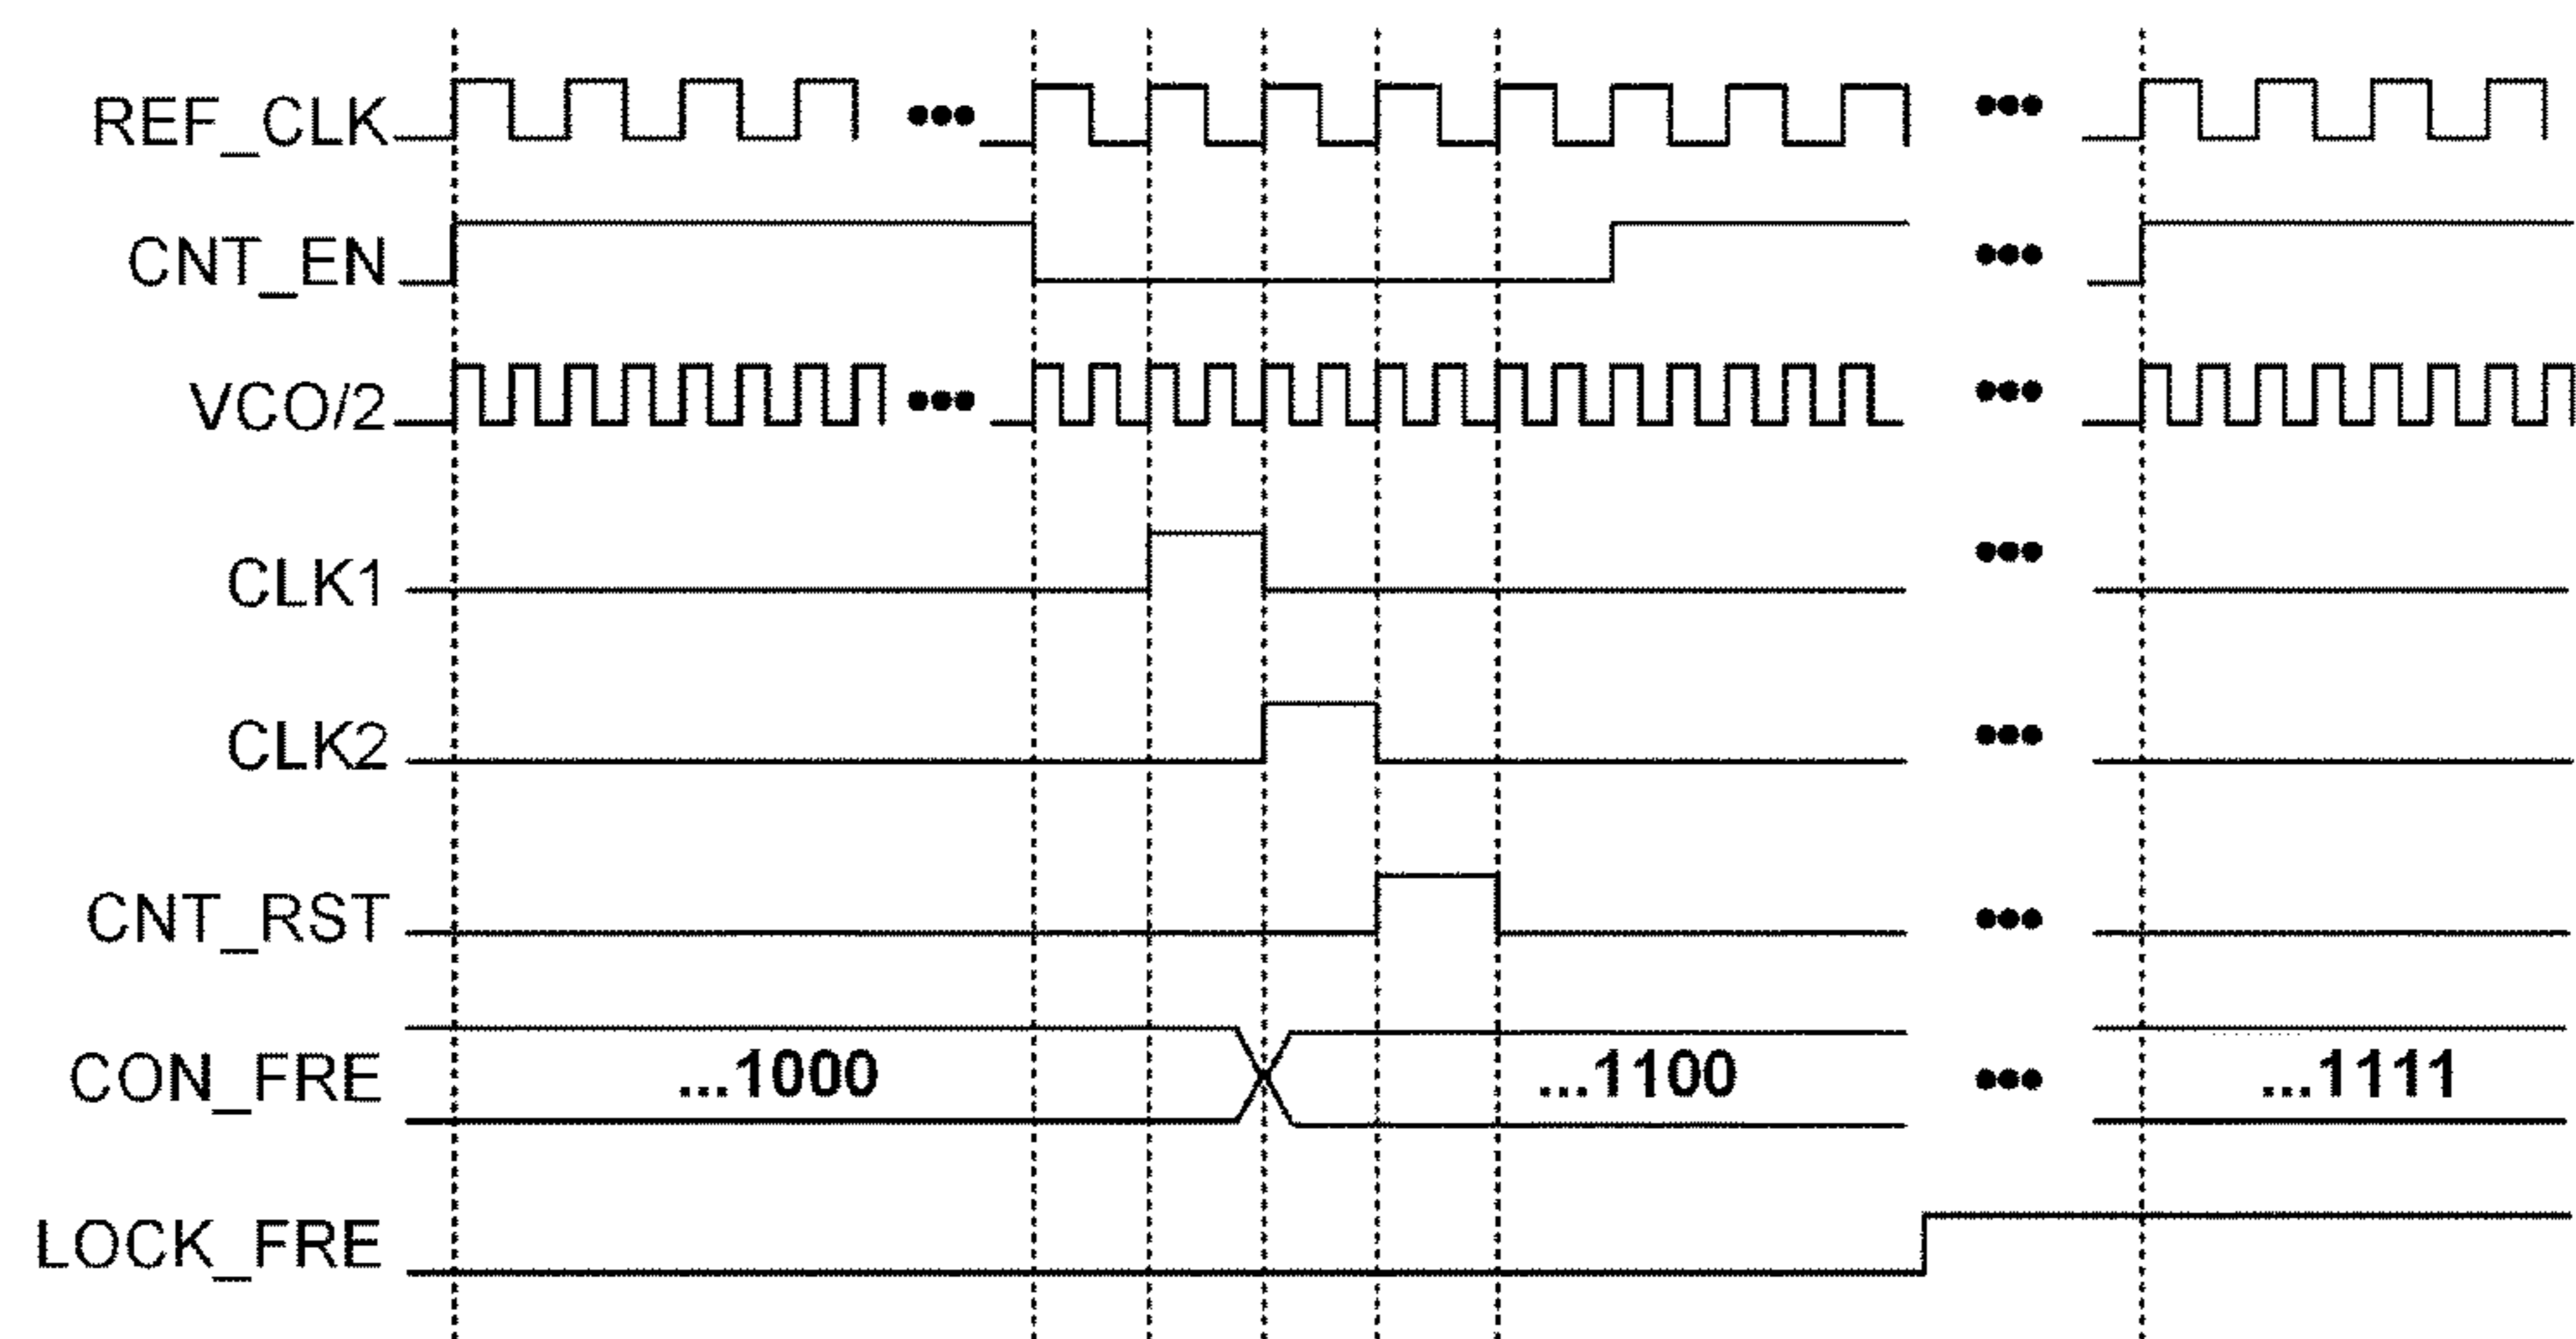 REF_CLK ••• •••
CNT_EN •••
VCO/2 ••• •••
CLK1 •••
CLK2 •••
CNT_RST •••
CON_FRE ...1000 ...1100 ••• ...1111
LOCK_FRE